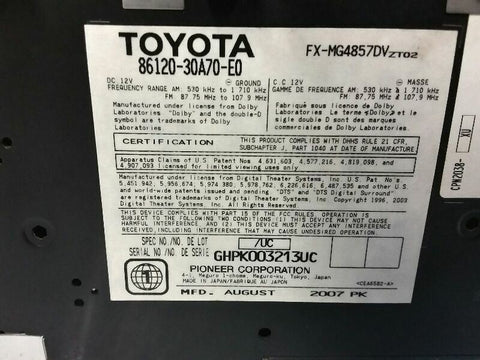 TOYOTA
86120-30A70-E0
FX-MG4857DV ZT02
DC 12V ⊖ GROUND
FREQUENCY RANGE AM: 530 kHz to 1 710 kHz
FM: 87.75 MHz to 107.9 MHz
C.C 12V ⊖ MASSE
GAMME DE FREQUENCE AM: 530 kHz à 1 710 kHz
FM: 87,75 MHz à 107,9 MHz
Manufactured under license from Dolby
Laboratories. "Dolby" and the double-D
symbol are trademarks of Dolby
Laboratories.
Fabriqué sous licence de Dolby
Laboratories.
"Dolby" et le sigle double-D
sont des marques commerciales
de Dolby Laboratories.
CERTIFICATION
THIS PRODUCT COMPLIES WITH DHHS RULE 21 CFR,
SUBCHAPTER J, PART 1040 AT DATE OF MANUFACTURE
Apparatus Claims of U.S. Patent Nos. 4,631,603, 4,577,216, 4,819,098, and
4,907,093 licensed for limited viewing uses only
Manufactured under license from Digital Theater Systems, Inc. U.S. Pat. No's.
5,451,942, 5,956,674, 5,974,380, 5,978,762, 6,226,616, 6,487,535 and other U.S. and
world-wide patents issued and pending. "DTS" and "DTS Digital Surround"
are registered trademarks of Digital Theater Systems, Inc. Copyright 1996, 2003
Digital Theater Systems, Inc. All Rights Reserved.
THIS DEVICE COMPLIES WITH PART 15 OF THE FCC RULES, OPERATION IS
SUBJECT TO THE FOLLOWING TWO CONDITIONS: (1) THIS DEVICE MAY NOT
CAUSE HARMFUL INTERFERENCE, AND (2) THIS DEVICE MUST ACCEPT ANY
INTERFERENCE RECEIVED, INCLUDING INTERFERENCE THAT MAY CAUSE
UNDESIRED OPERATION.
SPEC NO./NO. DE LOT /UC
SERIAL NO./NO DE SERIE GHPK003213UC
PIONEER CORPORATION
4-1, Meguro 1-chome, Meguro-ku, Tokyo, Japan
MADE IN JAPAN/FABRIQUÉ AU JAPON
<CEA6582-A>
1
MFD. AUGUST 2007 PK
CPN2038-
XU